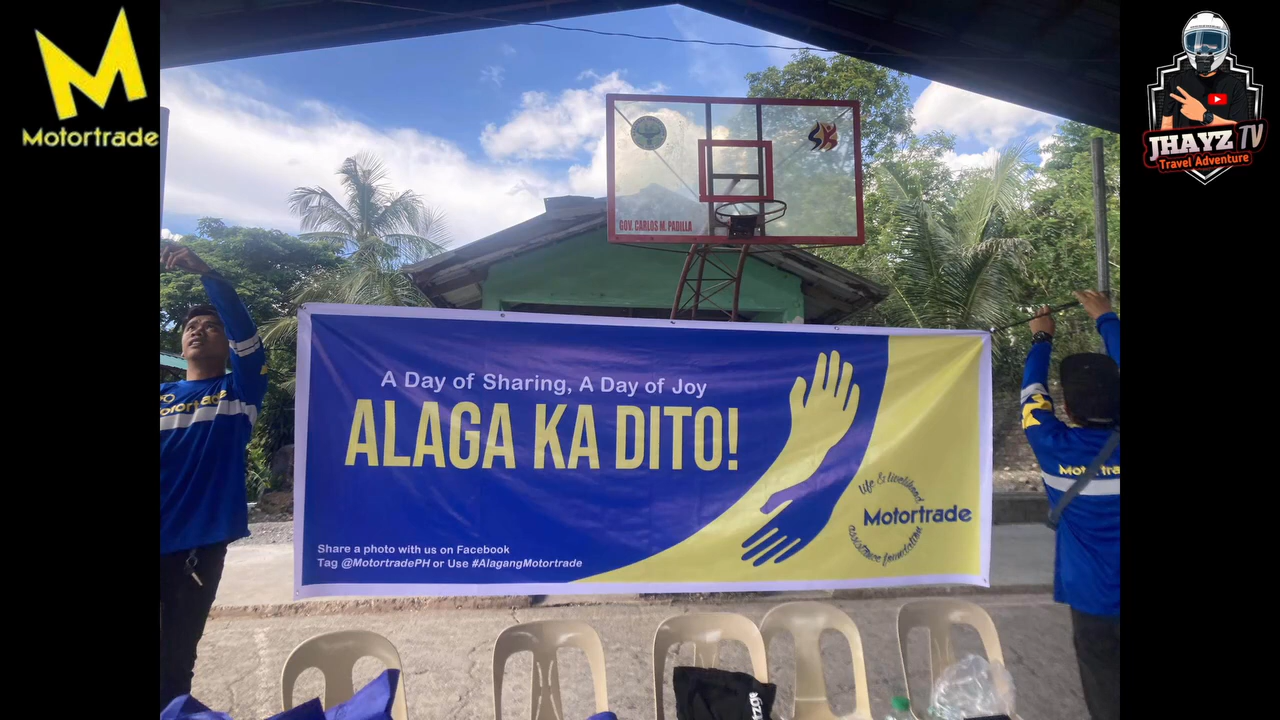 M
Motortrade
JHAYZ TV
Travel Adventure
GOV. CARLOS M. PADILLA
A Day of Sharing, A Day of Joy
ALAGA KA DITO!
life & livelihood
Motortrade
assistance foundation
Share a photo with us on Facebook
Tag @MotortradePH or Use #AlagangMotortrade
Motortrade